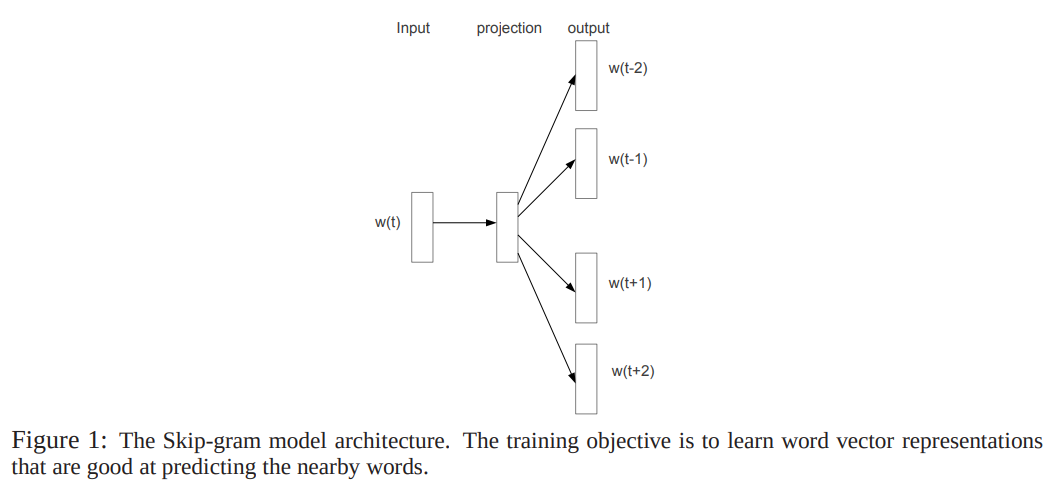 Input projection output
w(t-2)
w(t-1)
w(t)
w(t+1)
w(t+2)
Figure 1: The Skip-gram model architecture. The training objective is to learn word vector representations
that are good at predicting the nearby words.